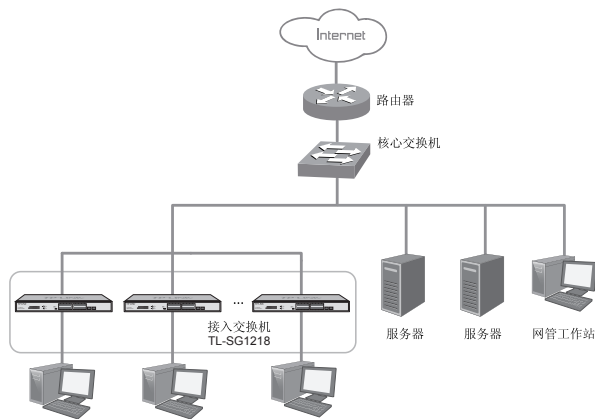 Internet
路由器
核心交换机
...
接入交换机
TL-SG1218
服务器
服务器
网管工作站